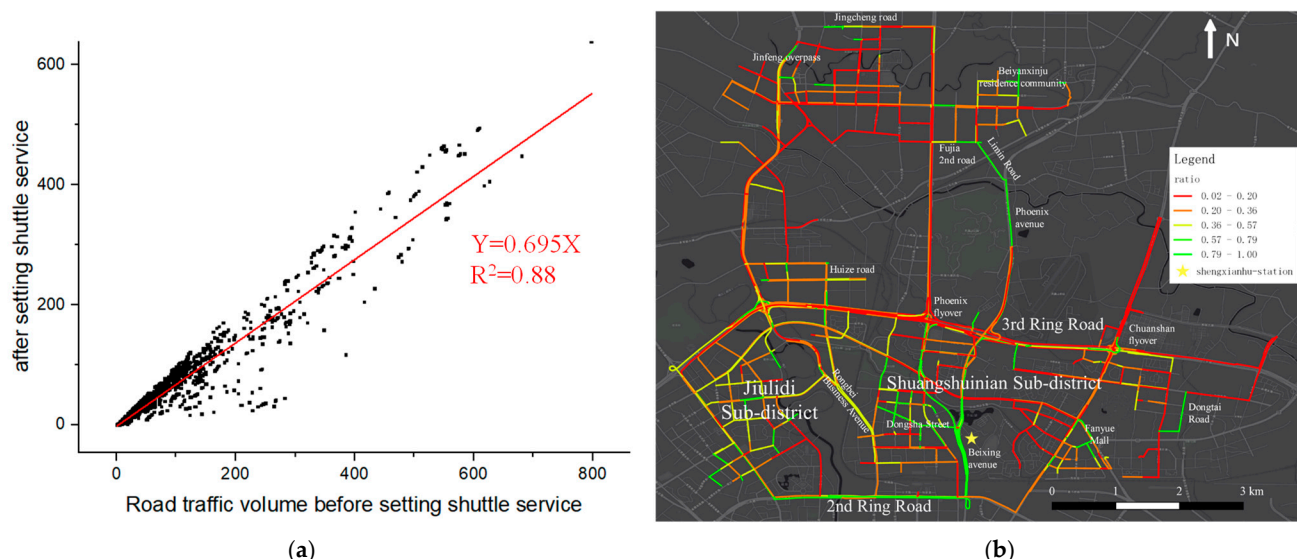 600
400
200
0
after setting shuttle service
Y=0.695X
R²=0.88
0 200 400 600 800
Road traffic volume before setting shuttle service
(a)
Jingcheng road
N
Jinfeng overpass
Beiyanxinju
residence community
Fujia
2nd road
Limin Road
Phoenix
avenue
Legend
ratio
0.02 - 0.20
0.20 - 0.36
0.36 - 0.57
0.57 - 0.79
0.79 - 1.00
shengxianhu-station
Huize road
Phoenix
flyover
3rd Ring Road
Chuanshan
flyover
Jiulidi
Sub-district
Rongbei
Business Avenue
Shuangshuinian Sub-district
Dongsha Street
Dongtai
Road
Fanyue
Mall
Beixing
avenue
2nd Ring Road
0 1 2 3 km
(b)